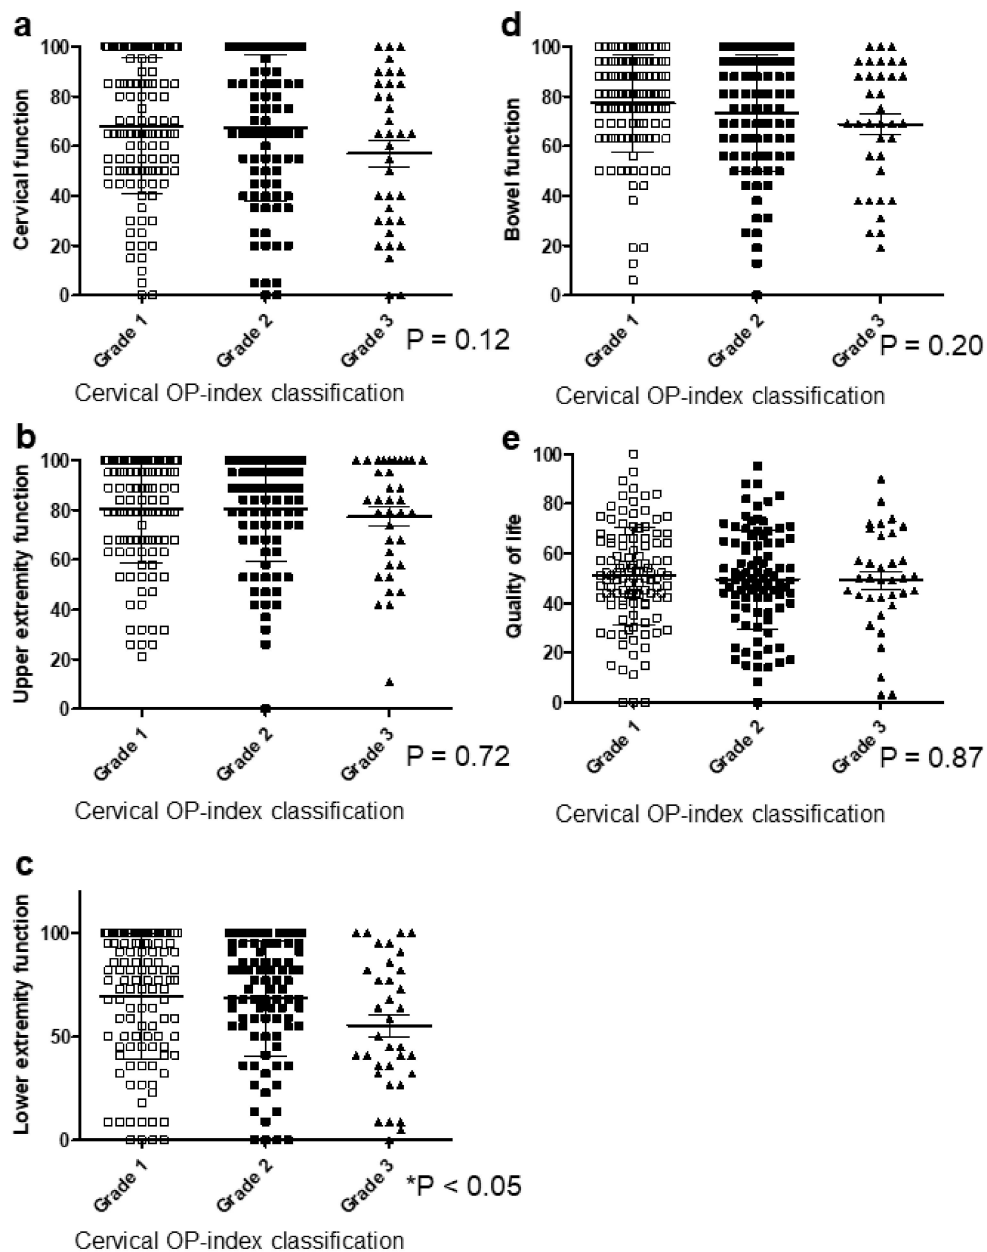 a
Cervical function
100
80
60
40
20
0
Grade 1
Grade 2
Grade 3
P = 0.12
Cervical OP-index classification
b
Upper extremity function
100
80
60
40
20
0
Grade 1
Grade 2
Grade 3
P = 0.72
Cervical OP-index classification
c
Lower extremity function
100
50
0
Grade 1
Grade 2
Grade 3
*P < 0.05
Cervical OP-index classification
d
Bowel function
100
80
60
40
20
0
Grade 1
Grade 2
Grade 3
P = 0.20
Cervical OP-index classification
e
Quality of life
100
80
60
40
20
0
Grade 1
Grade 2
Grade 3
P = 0.87
Cervical OP-index classification